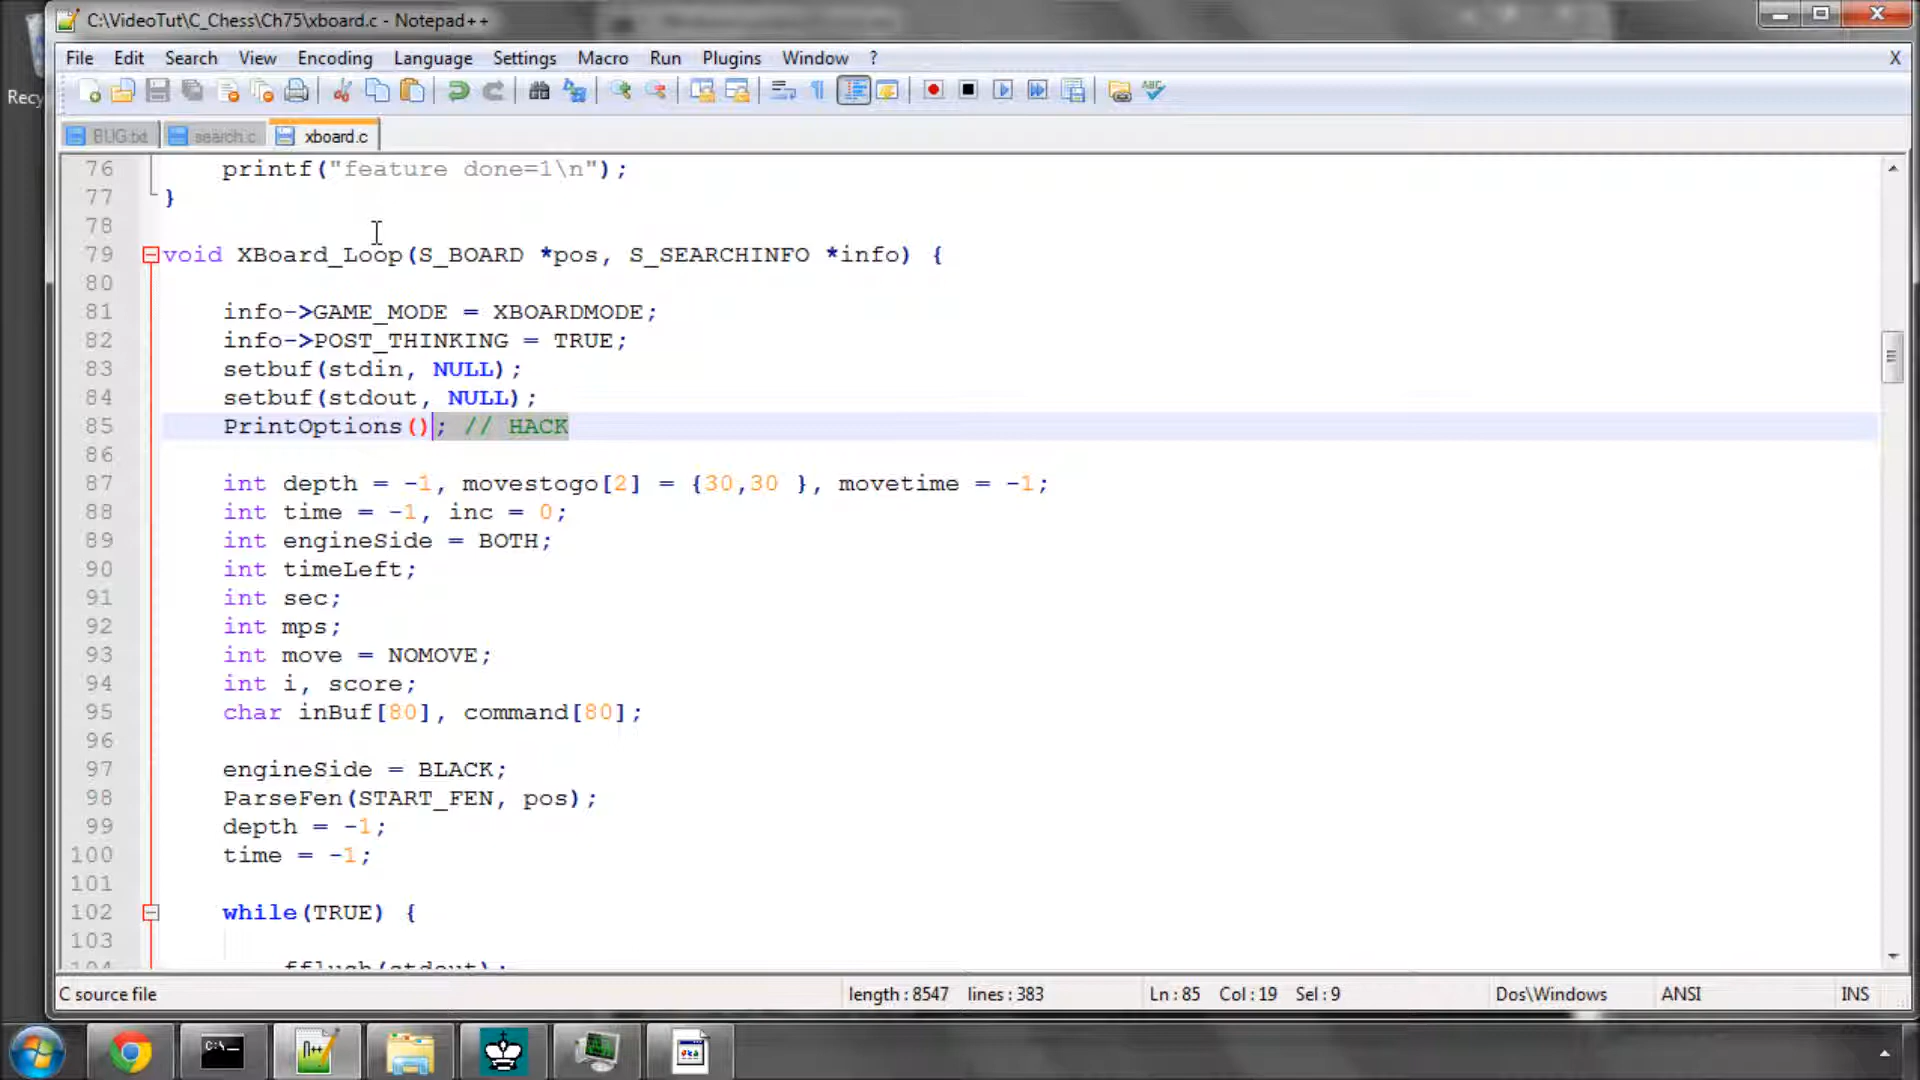 C:\VideoTut\C_Chess\Ch75\xboard.c - Notepad++
File Edit Search View Encoding Language Settings Macro Run Plugins Window ? X
Recy
BUG.txt search.c xboard.c
76 printf("feature done=1\n");
77 }
78
79 void XBoard_Loop(S_BOARD *pos, S_SEARCHINFO *info) {
80
81 info->GAME_MODE = XBOARDMODE;
82 info->POST_THINKING = TRUE;
83 setbuf(stdin, NULL);
84 setbuf(stdout, NULL);
85 PrintOptions(); // HACK
86
87 int depth = -1, movestogo[2] = {30,30 }, movetime = -1;
88 int time = -1, inc = 0;
89 int engineSide = BOTH;
90 int timeLeft;
91 int sec;
92 int mps;
93 int move = NOMOVE;
94 int i, score;
95 char inBuf[80], command[80];
96
97 engineSide = BLACK;
98 ParseFen(START_FEN, pos);
99 depth = -1;
100 time = -1;
101
102 while(TRUE) {
103
104 fflush(stdout);
C source file length : 8547 lines : 383 Ln : 85 Col : 19 Sel : 9 Dos\Windows ANSI INS